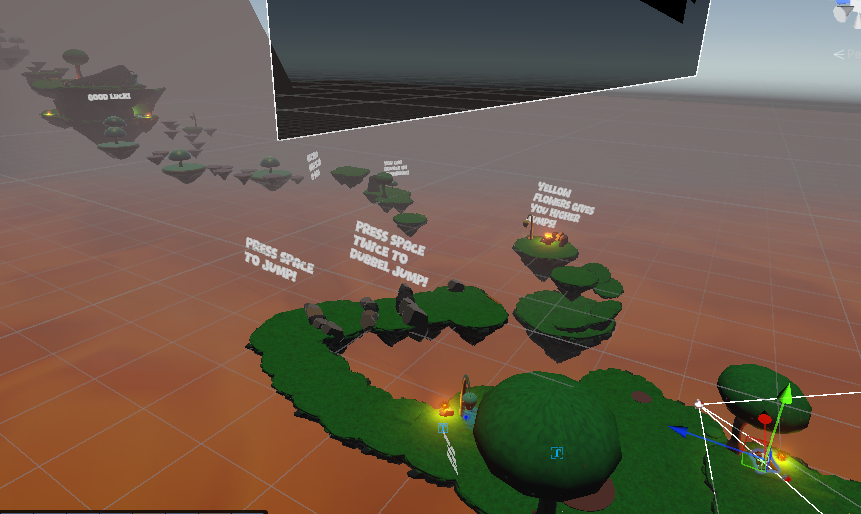 GOOD LUCK!
YELLOW
FLOWERS GIVES
YOU HIGHER
JUMPS!
PRESS SPACE
TO JUMP!
PRESS SPACE
TWICE TO
DUBBEL JUMP!